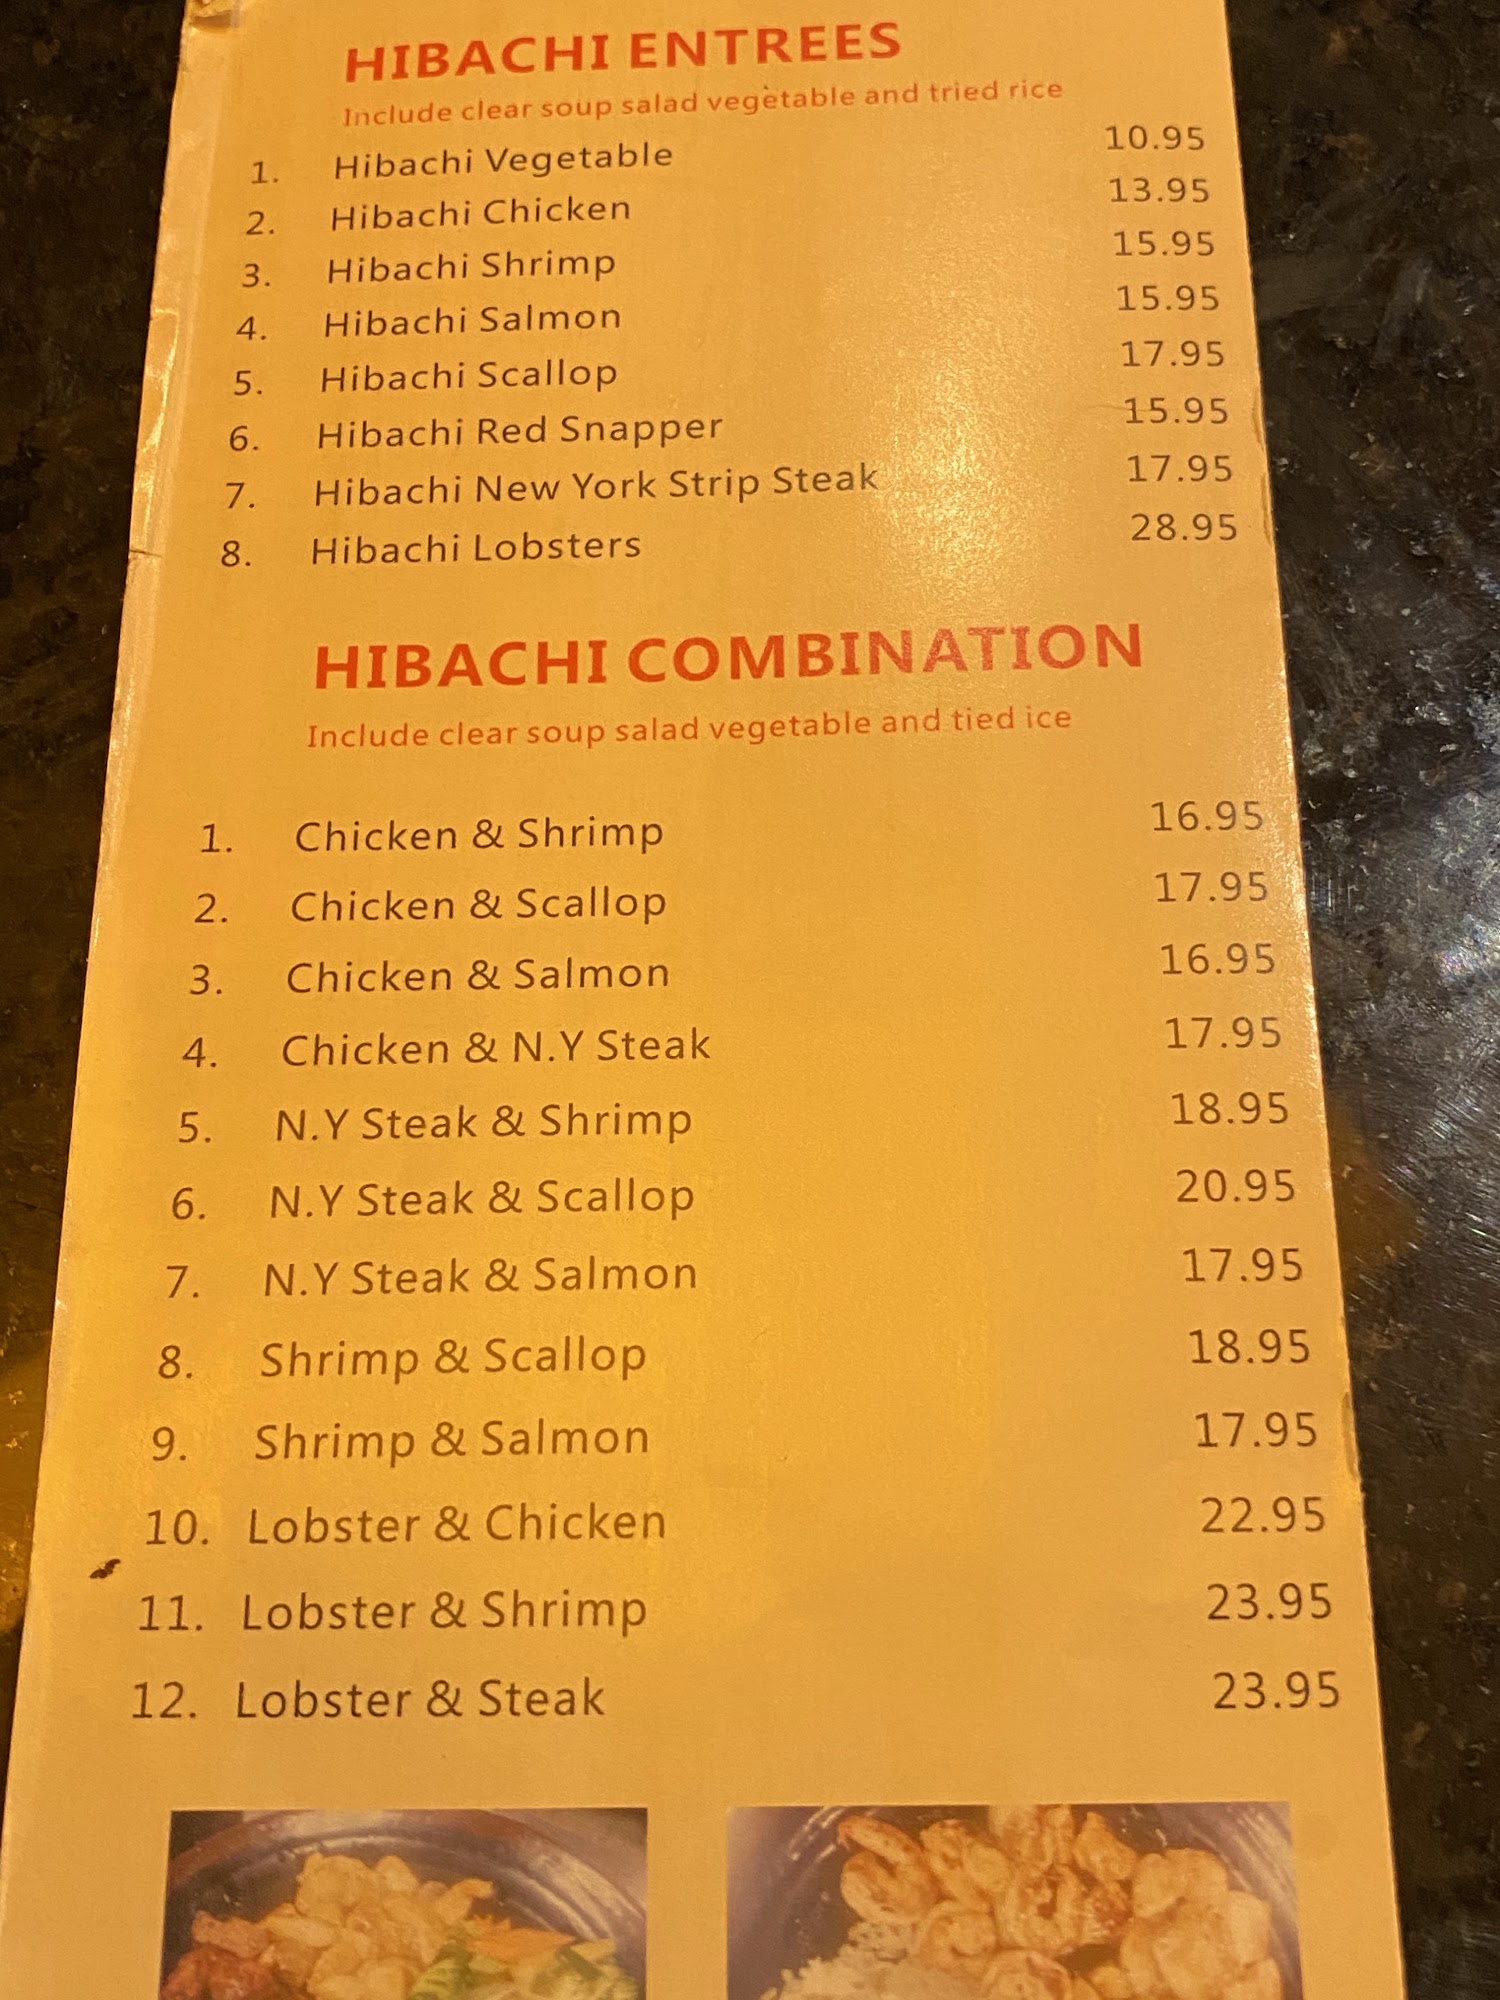 HIBACHI ENTREES
Include clear soup salad vegetable and tried rice
1. Hibachi Vegetable 10.95
2. Hibachi Chicken 13.95
3. Hibachi Shrimp 15.95
4. Hibachi Salmon 15.95
5. Hibachi Scallop 17.95
6. Hibachi Red Snapper 15.95
7. Hibachi New York Strip Steak 17.95
8. Hibachi Lobsters 28.95
HIBACHI COMBINATION
Include clear soup salad vegetable and tied ice
1. Chicken & Shrimp 16.95
2. Chicken & Scallop 17.95
3. Chicken & Salmon 16.95
4. Chicken & N.Y Steak 17.95
5. N.Y Steak & Shrimp 18.95
6. N.Y Steak & Scallop 20.95
7. N.Y Steak & Salmon 17.95
8. Shrimp & Scallop 18.95
9. Shrimp & Salmon 17.95
10. Lobster & Chicken 22.95
11. Lobster & Shrimp 23.95
12. Lobster & Steak 23.95